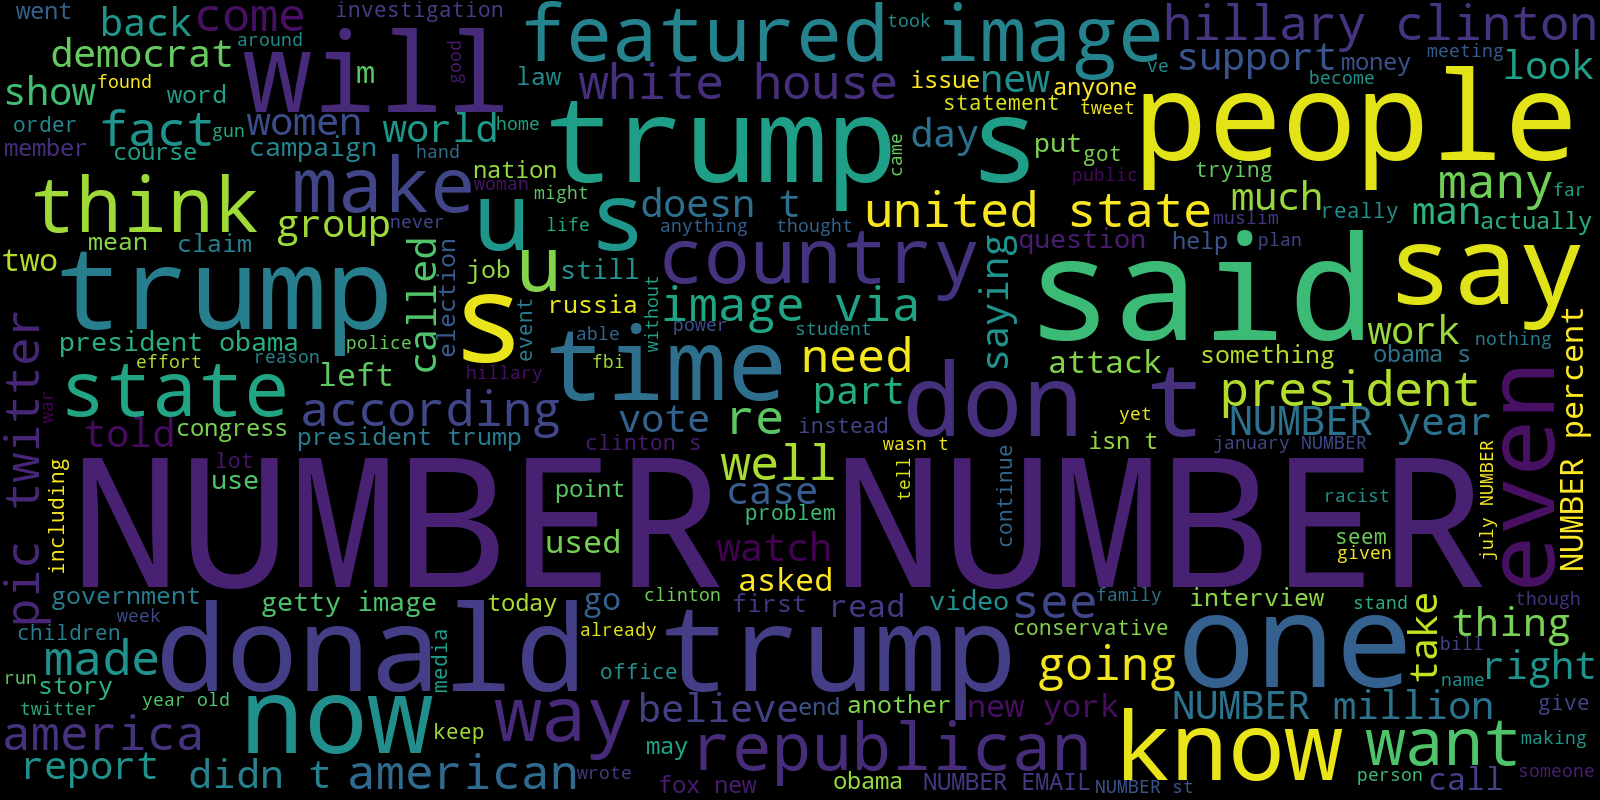 went
back
come
investigation
featured image
took
hillary clinton
democrat
around
will
good
m
law
white house
issue
new
anyone
ve
support
money
meeting
become
look
show
found
word
statement
tweet
people
order
fact
gun
women
world
home
trump s
came
day
put
got
trying
member
course
campaign
hand
nation
public
many
far
think
make
woman
might
u s
doesn t
united state
much
muslim
really
man
actually
group
never
life
anything
thought
mean
claim
country
question
help
plan
two
trump
called
election
job
u
still
s
russia
without
image via
saying
said
say
president obama
police
event
able
power
student
work
nothing
effort
reason
fbi
time
need
attack
something
obama s
pic twitter
war
state
left
hillary
part
don t
president
even
NUMBER percent
according
vote
re
instead
yet
NUMBER year
told
congress
president trump
clinton s
wasn t
isn t
january NUMBER
including
lot
use
NUMBER NUMBER
well
tell
continue
july NUMBER
point
case
problem
racist
used
watch
seem
given
asked
government
getty image
today
go
clinton
first
read
video
see
family
interview
stand
though
week
children
donald trump
already
conservative
one
take
thing
bill
made
media
office
going
right
run
story
name
twitter
year old
now
keep
way
believe
end
another
new york
NUMBER million
give
america
may
republican
know
want
making
report
didn t
american
wrote
fox new
obama
NUMBER EMAIL
NUMBER st
person
call
someone